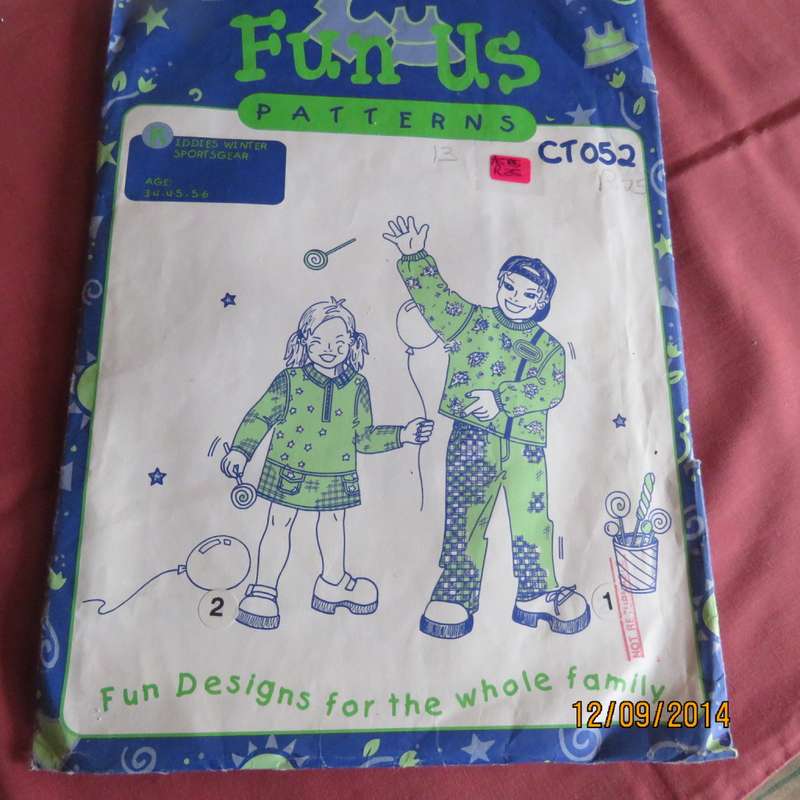 Fun Us
PATTERNS
KIDDIES WINTER
SPORTSGEAR
AGE:
3-4.4-5.5-6
13
CT052
R25
2
1
Fun Designs for the whole family
12/09/2014